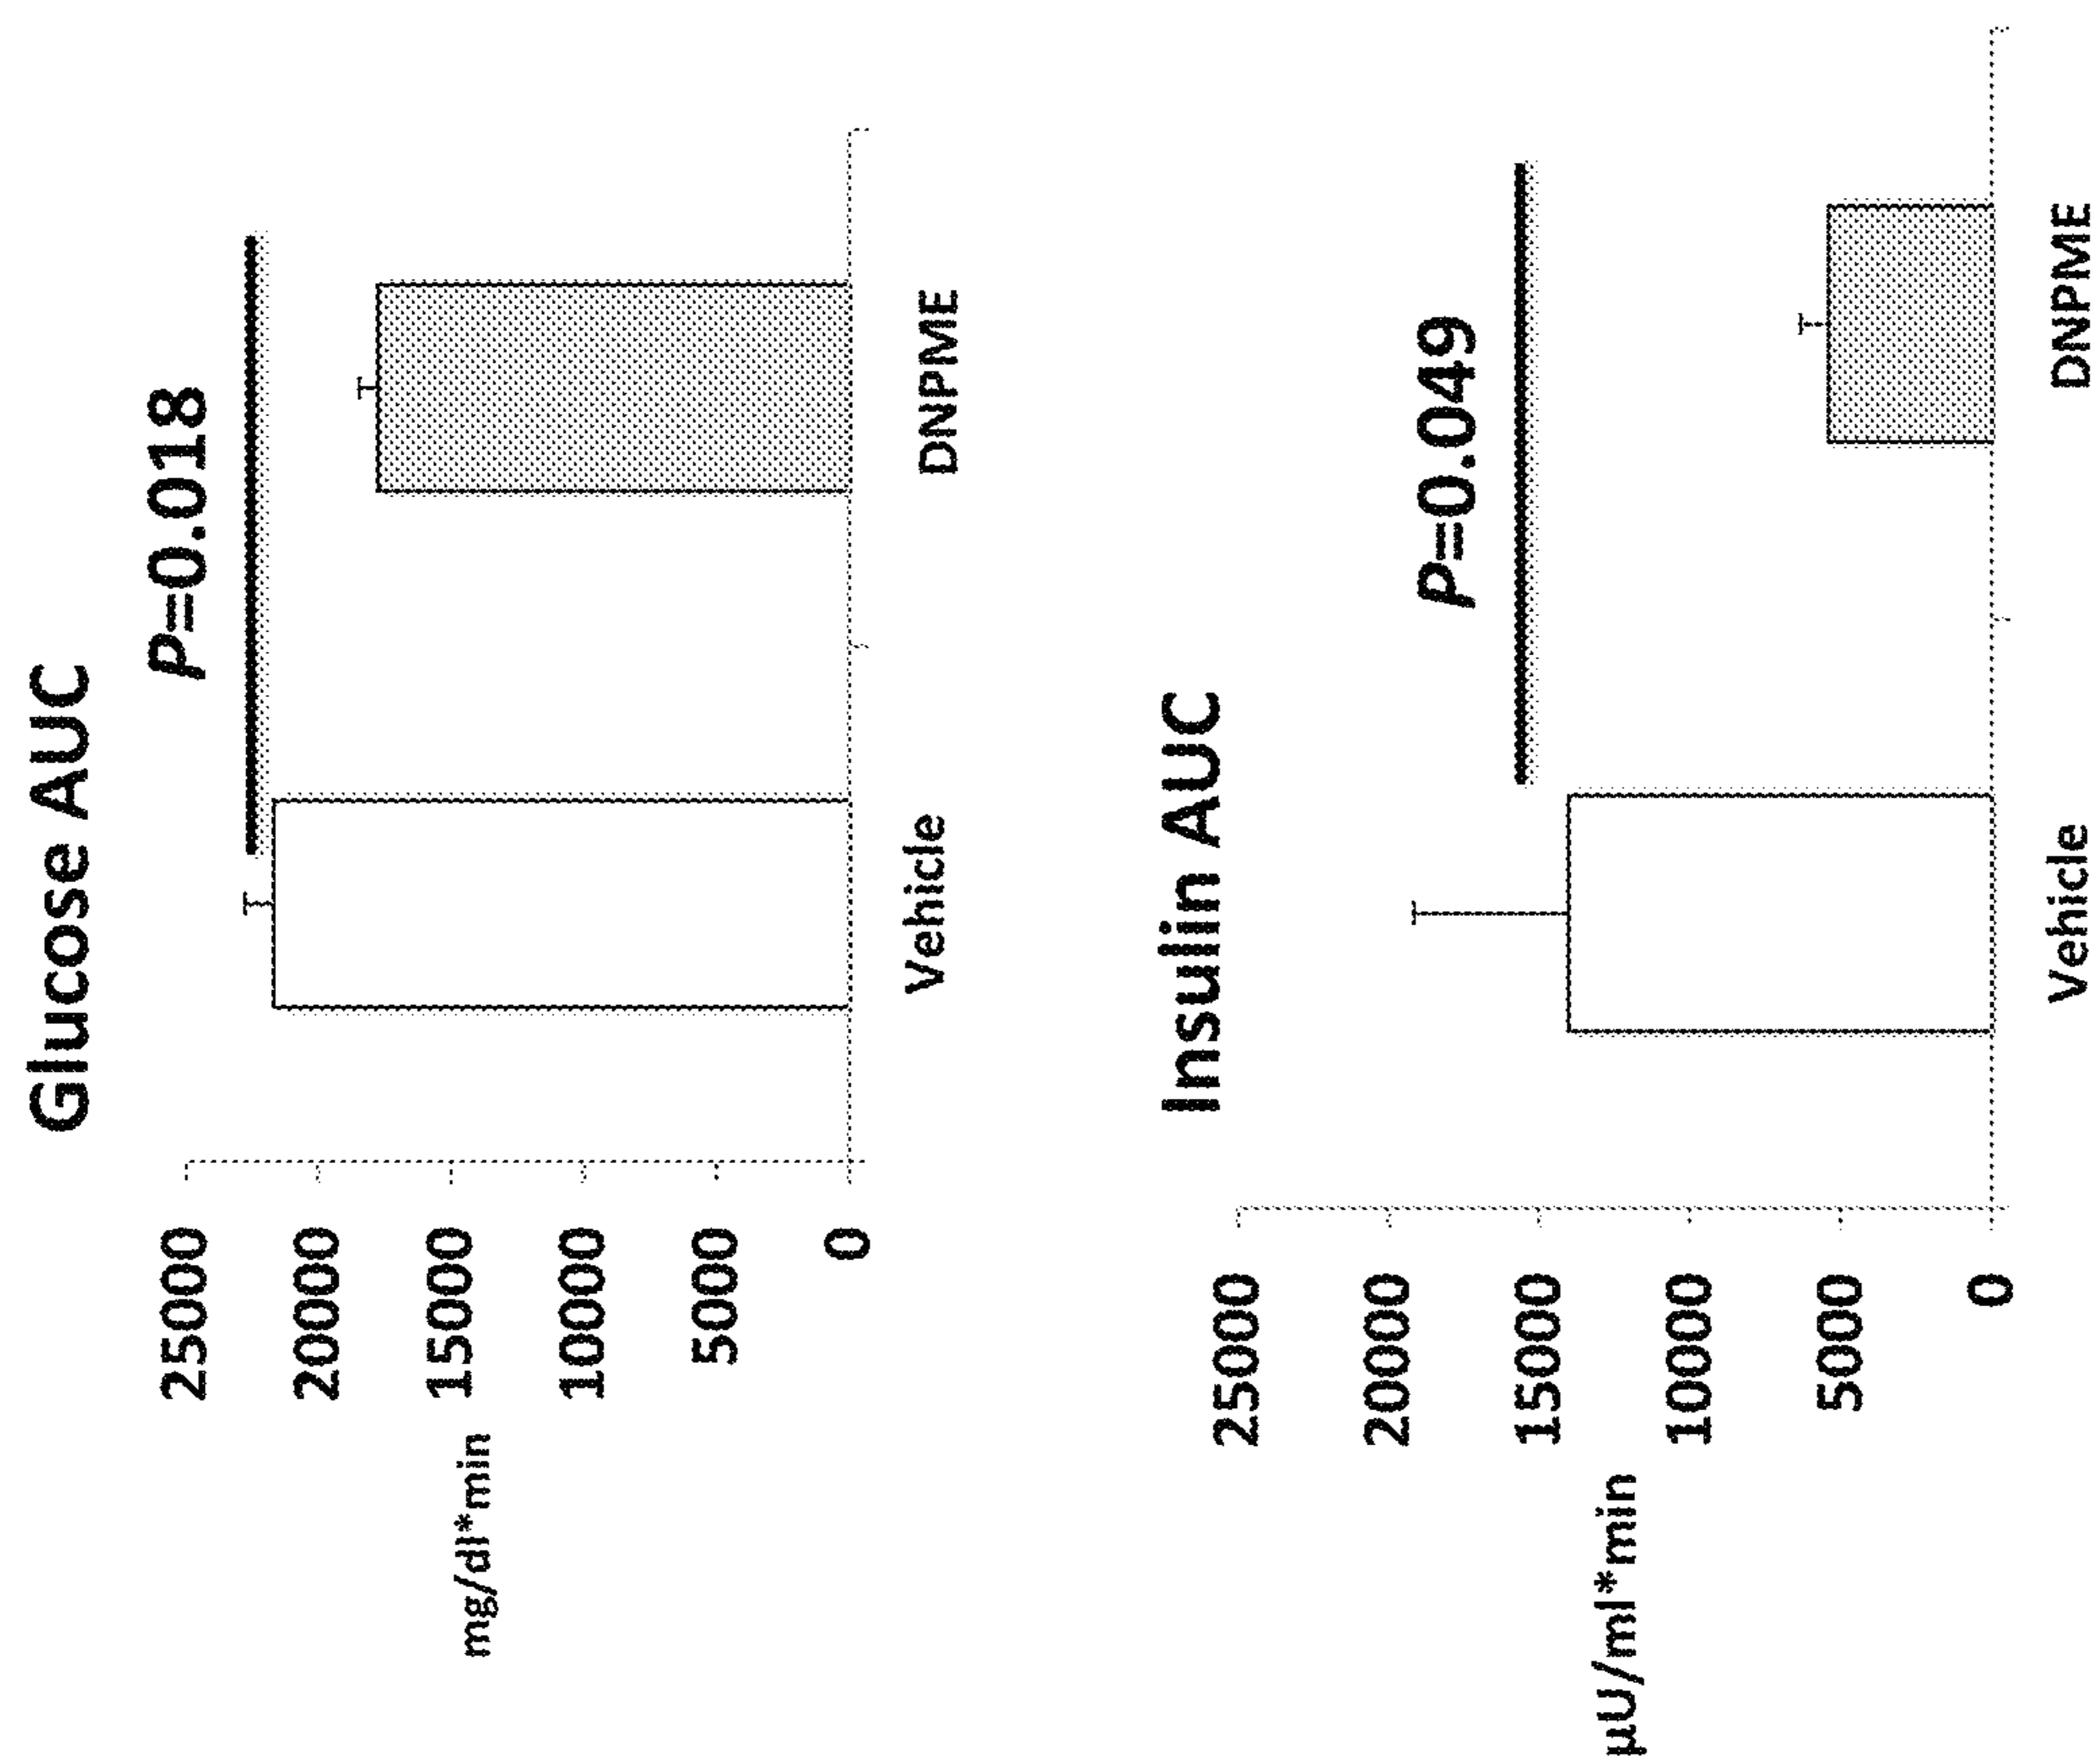 Glucose AUC
P=0.018
25000
20000
15000
10000
5000
0
mg/dl*min
Vehicle
DNPME
Insulin AUC
P=0.049
25000
20000
15000
10000
5000
0
µU/ml*min
Vehicle
DNPME